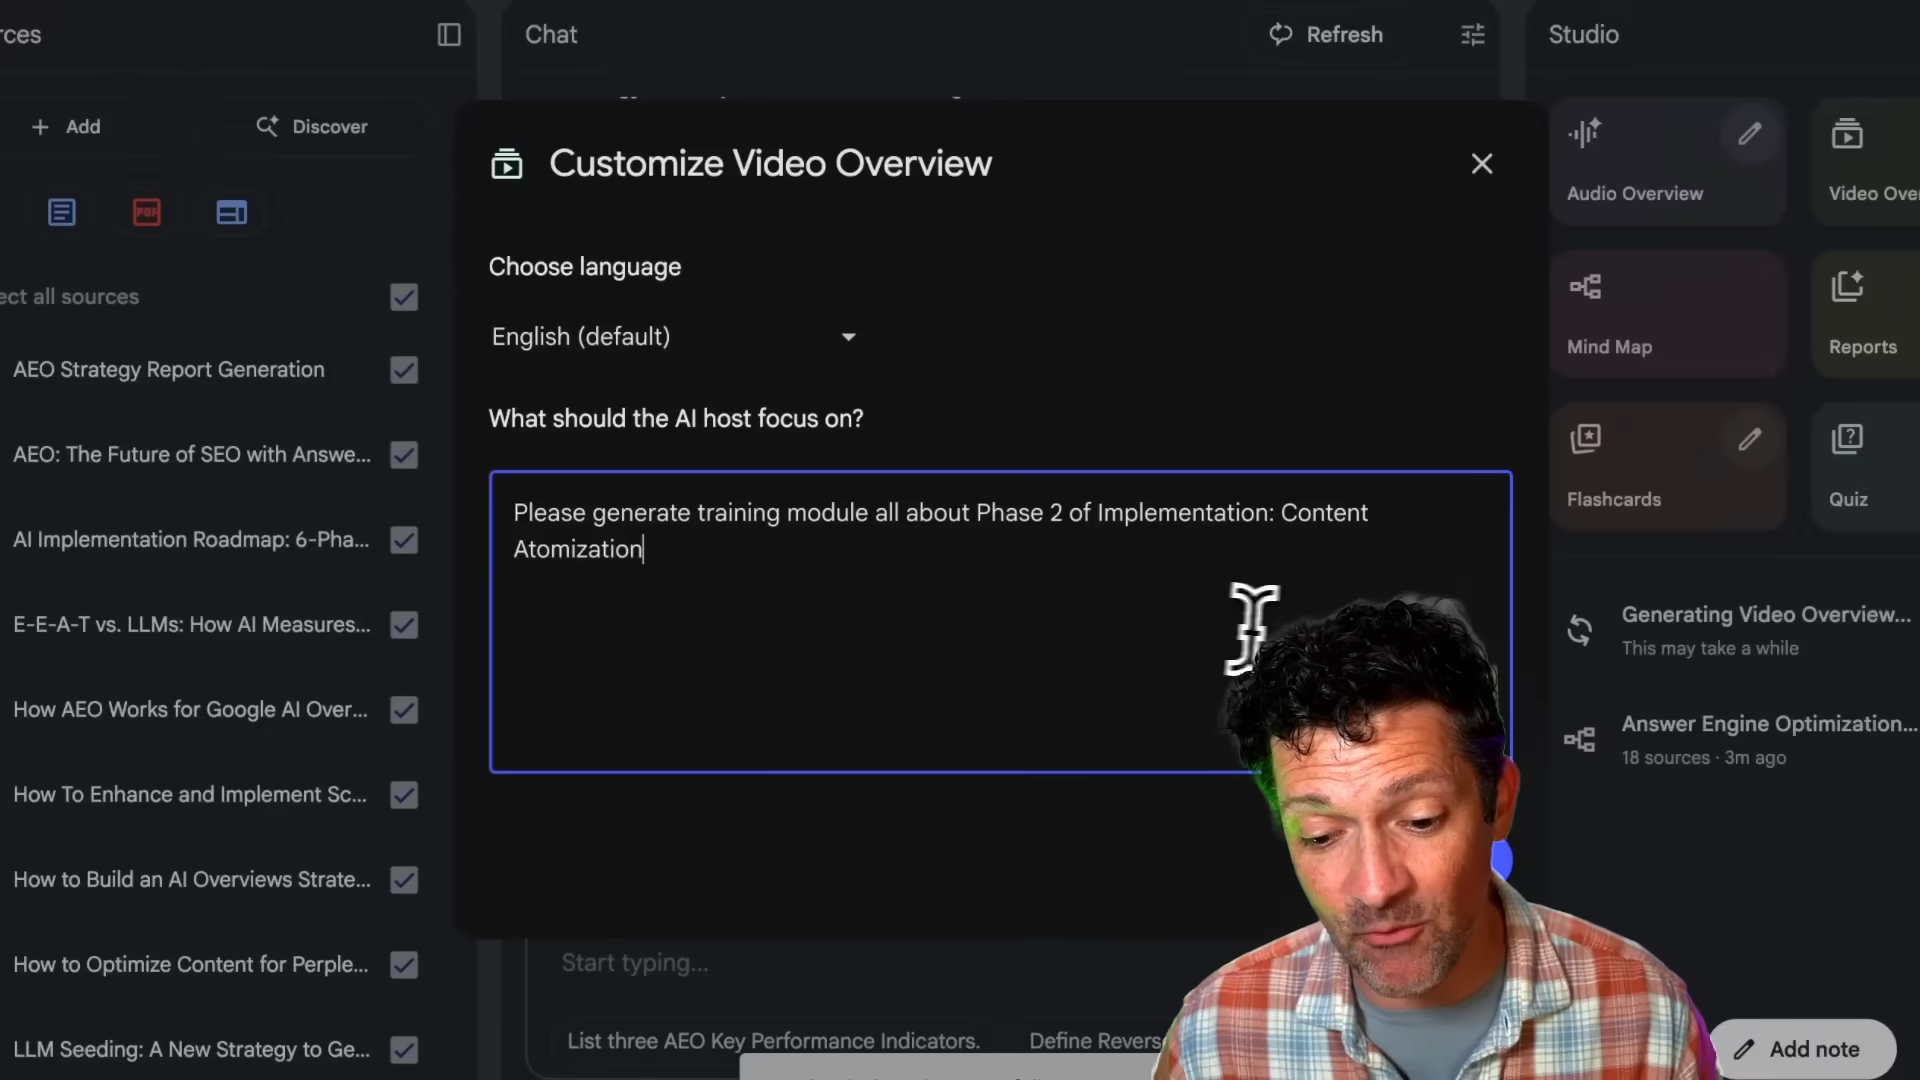 rces
Chat
Refresh
Studio
Add
Discover
PDF
ect all sources
AEO Strategy Report Generation
AEO: The Future of SEO with Answe...
AI Implementation Roadmap: 6-Pha...
E-E-A-T vs. LLMs: How AI Measures...
How AEO Works for Google AI Over...
How To Enhance and Implement Sc...
How to Build an AI Overviews Strate...
How to Optimize Content for Perple...
LLM Seeding: A New Strategy to Ge...
Customize Video Overview
Choose language
English (default)
What should the AI host focus on?
Please generate training module all about Phase 2 of Implementation: Content
Atomization
Start typing...
List three AEO Key Performance Indicators.
Define Revers
Audio Overview
Video Over
Mind Map
Reports
Flashcards
Quiz
Generating Video Overview...
This may take a while
Answer Engine Optimization...
18 sources · 3m ago
Add note